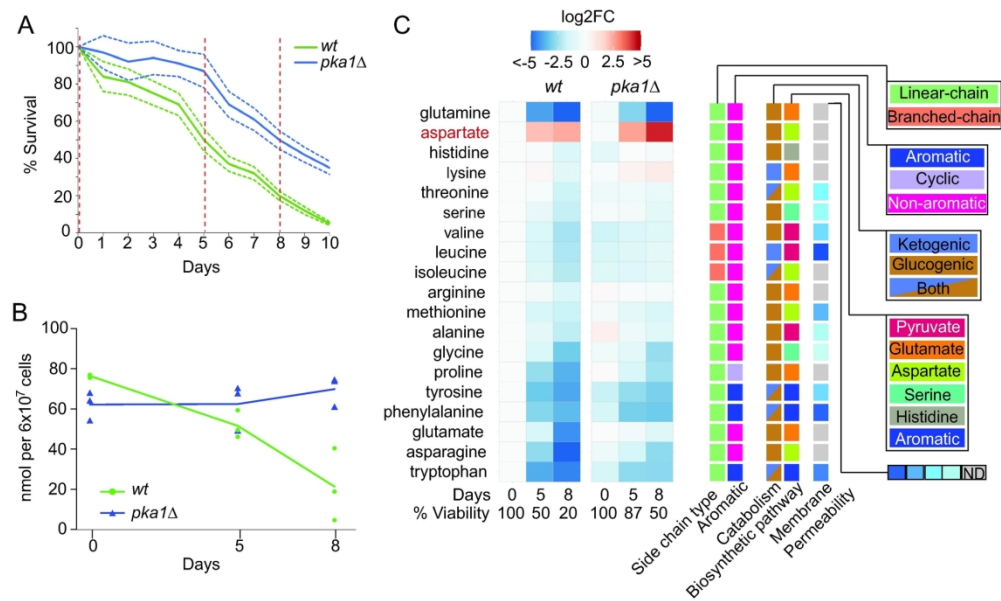 A
wt
pka1Δ
% Survival
100
80
60
40
20
0
0 1 2 3 4 5 6 7 8 9 10
Days
B
nmol per 6x10⁷ cells
100
80
60
40
20
0
wt
pka1Δ
0 5 8
Days
C
log2FC
<-5 -2.5 0 2.5 >5
wt pka1Δ
glutamine
aspartate
histidine
lysine
threonine
serine
valine
leucine
isoleucine
arginine
methionine
alanine
glycine
proline
tyrosine
phenylalanine
glutamate
asparagine
tryptophan
Days 0 5 8 0 5 8
% Viability 100 50 20 100 87 50
Side chain type
Aromatic
Catabolism
Biosynthetic pathway
Membrane
Permeability
Linear-chain
Branched-chain
Aromatic
Cyclic
Non-aromatic
Ketogenic
Glucogenic
Both
Pyruvate
Glutamate
Aspartate
Serine
Histidine
Aromatic
ND